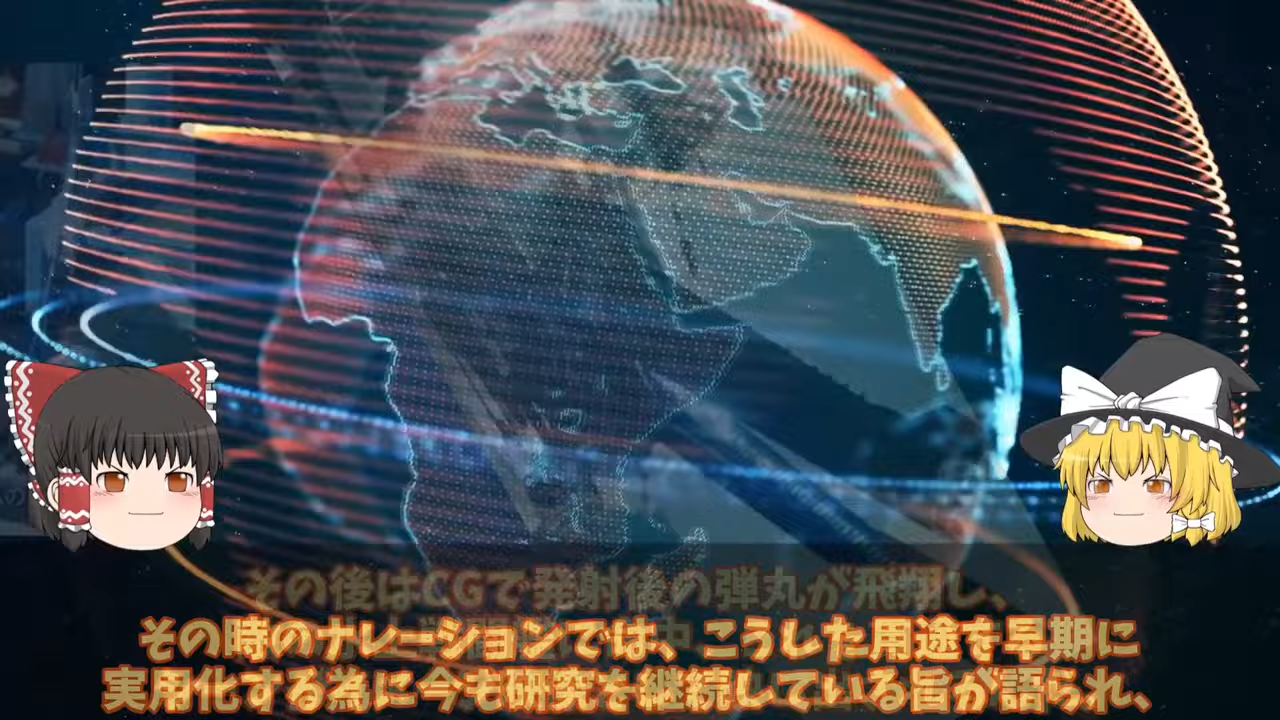 その後はCGで発射後の弾丸が飛翔し、
その時のナレーションでは、こうした用途を早期に
実用化する為に今も研究を継続している旨が語られ、